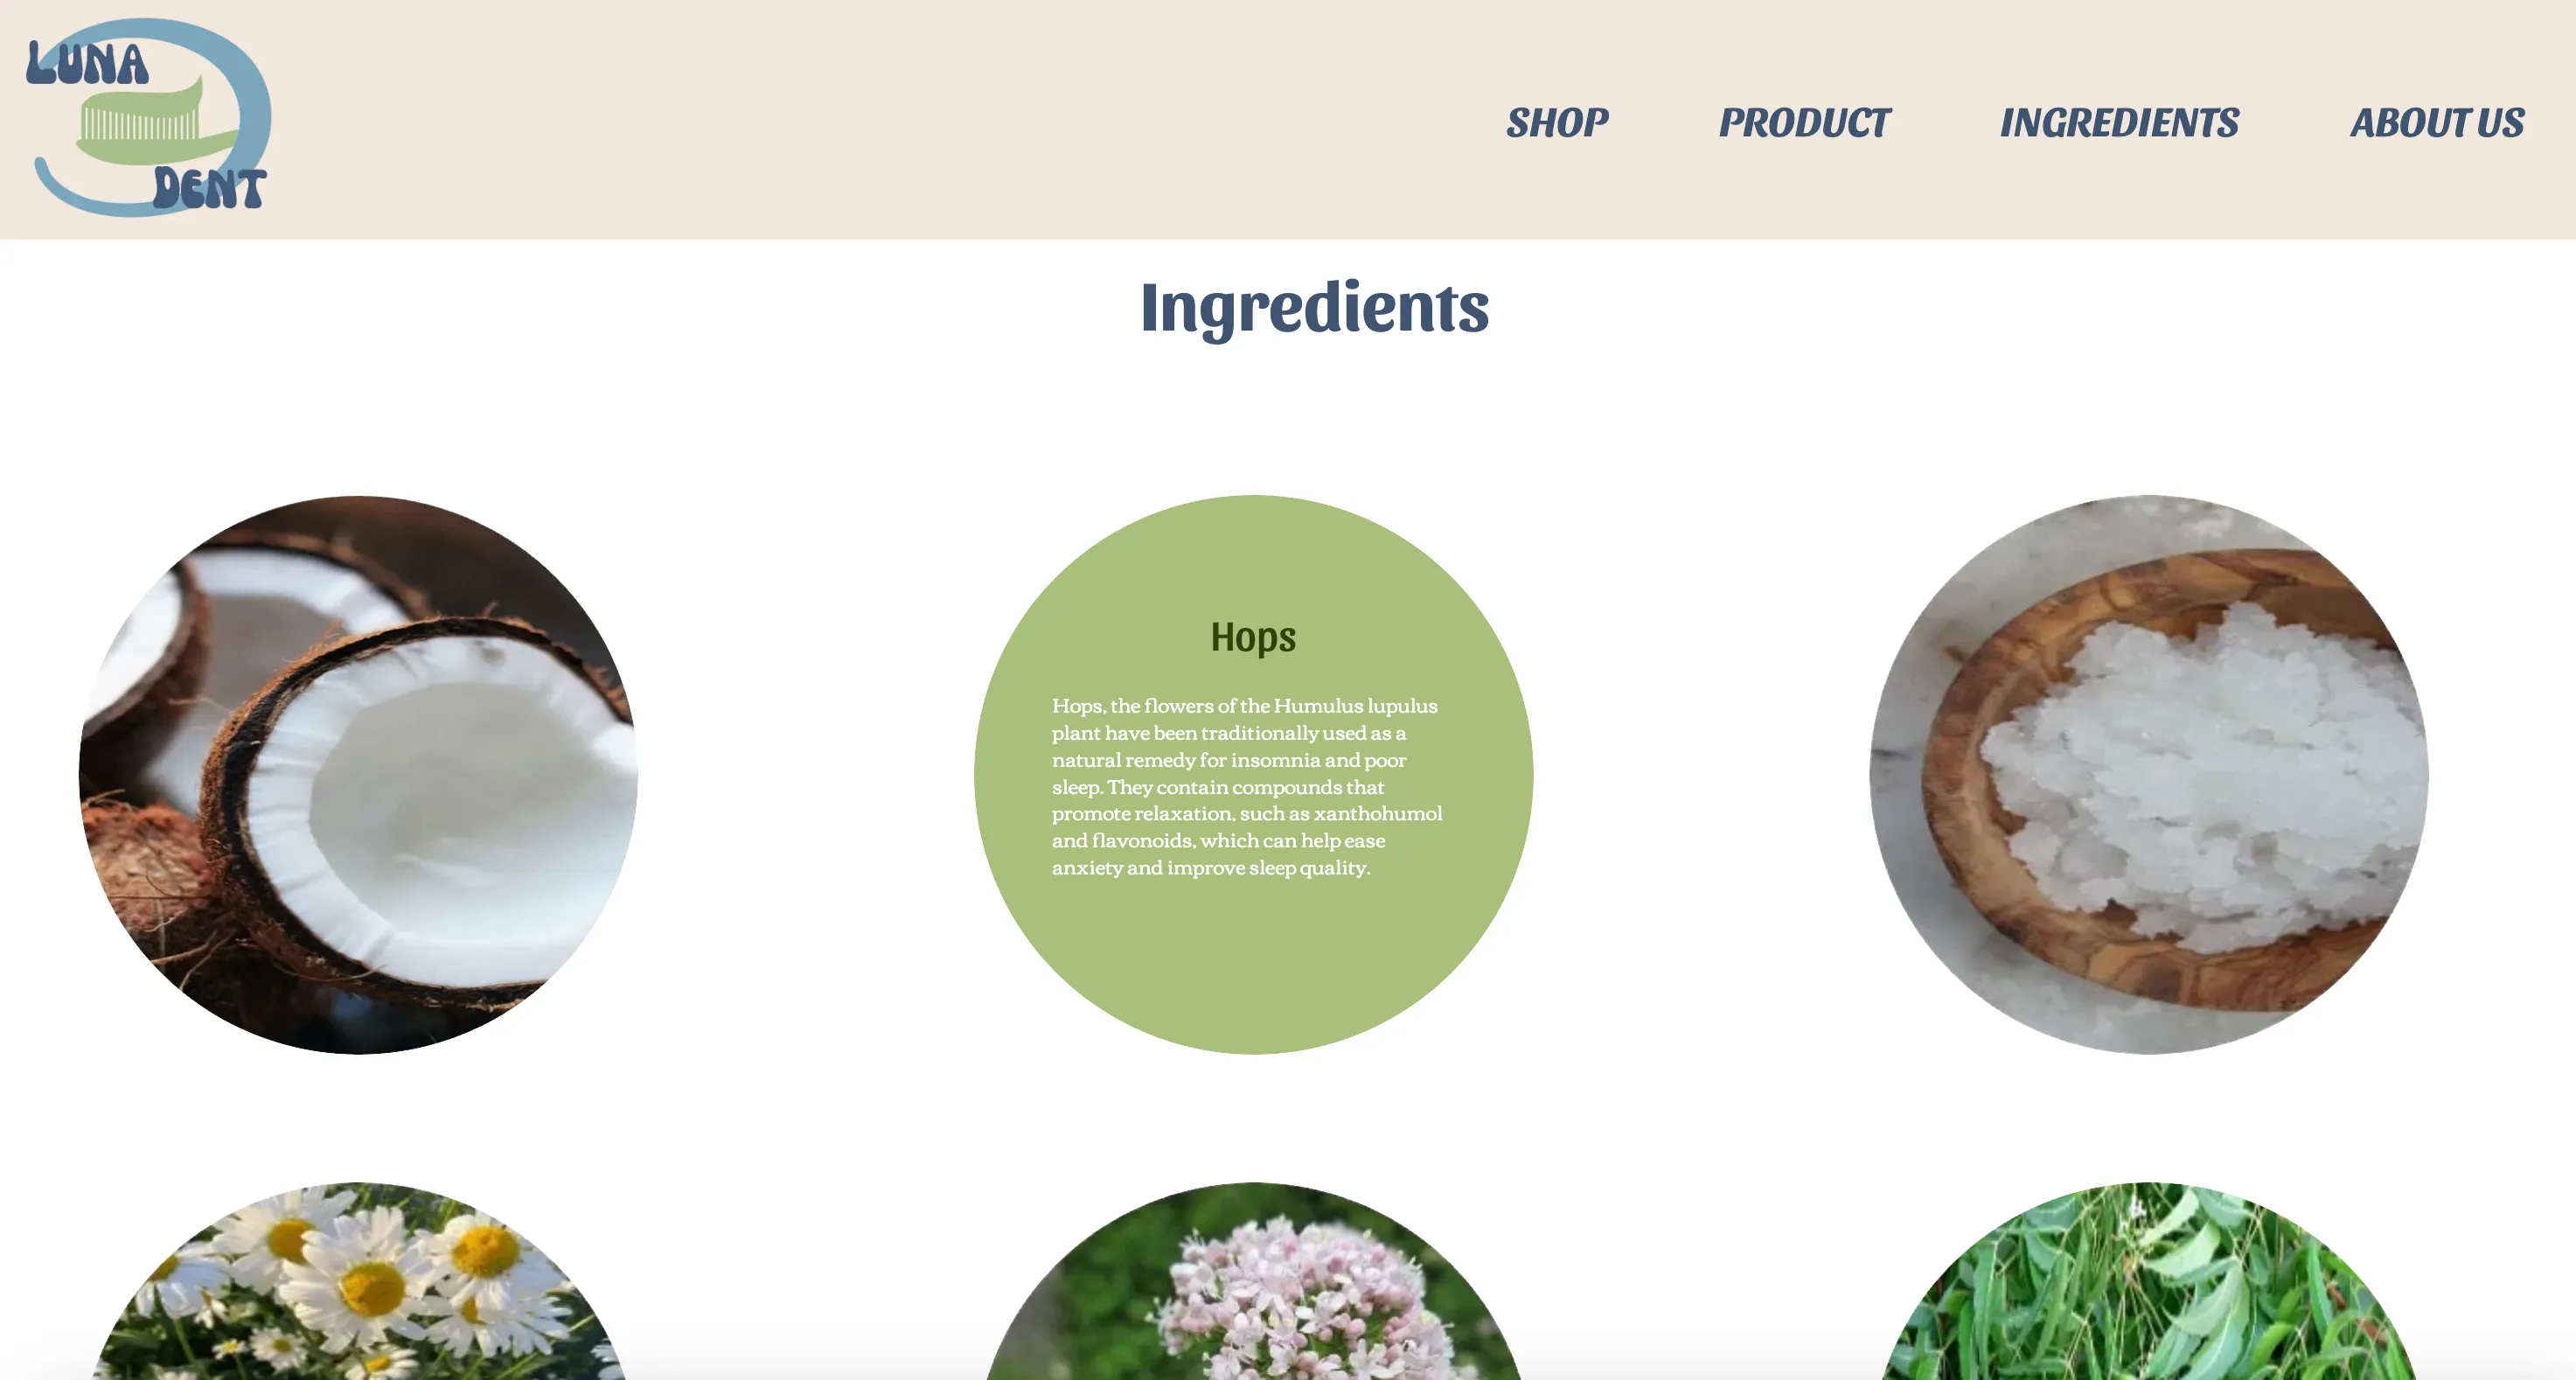 LUNA
DENT
SHOP PRODUCT INGREDIENTS ABOUT US
Ingredients
Hops
Hops, the flowers of the Humulus lupulus
plant have been traditionally used as a
natural remedy for insomnia and poor
sleep. They contain compounds that
promote relaxation, such as xanthohumol
and flavonoids, which can help ease
anxiety and improve sleep quality.